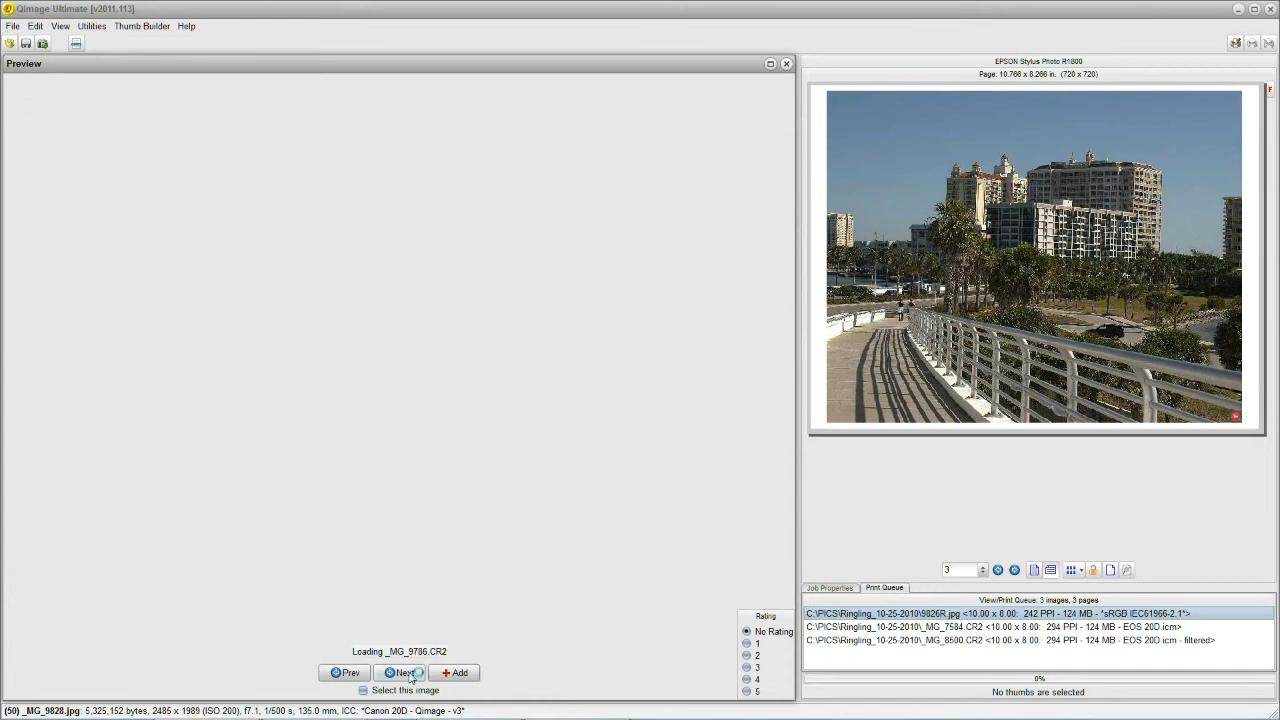 Qimage Ultimate [v2011.113]
File Edit View Utilities Thumb Builder Help
Preview
EPSON Stylus Photo R1800
Page: 10.766 x 8.266 in. (720 x 720)
F
3
Job Properties Print Queue
View/Print Queue: 3 images, 3 pages
C:\PICS\Ringling_10-25-2010\9826R.jpg <10.00 x 8.00: 242 PPI - 124 MB - *sRGB IEC61966-2.1*>
C:\PICS\Ringling_10-25-2010\_MG_7584.CR2 <10.00 x 8.00: 294 PPI - 124 MB - EOS 20D.icm>
C:\PICS\Ringling_10-25-2010\_MG_8500.CR2 <10.00 x 8.00: 294 PPI - 124 MB - EOS 20D.icm - filtered>
0%
No thumbs are selected
Rating
No Rating
1
2
3
4
5
Loading _MG_9786.CR2
Prev Next Add
Select this image
(50) _MG_9828.jpg: 5,325,152 bytes, 2485 x 1989 (ISO 200), f7.1, 1/500 s, 135.0 mm, ICC: *Canon 20D - Qimage - v3*